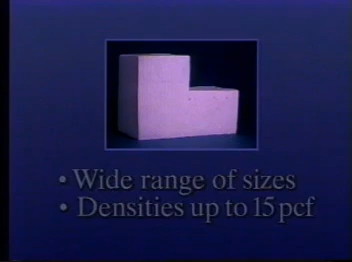 • Wide range of sizes
• Densities up to 15 pcf